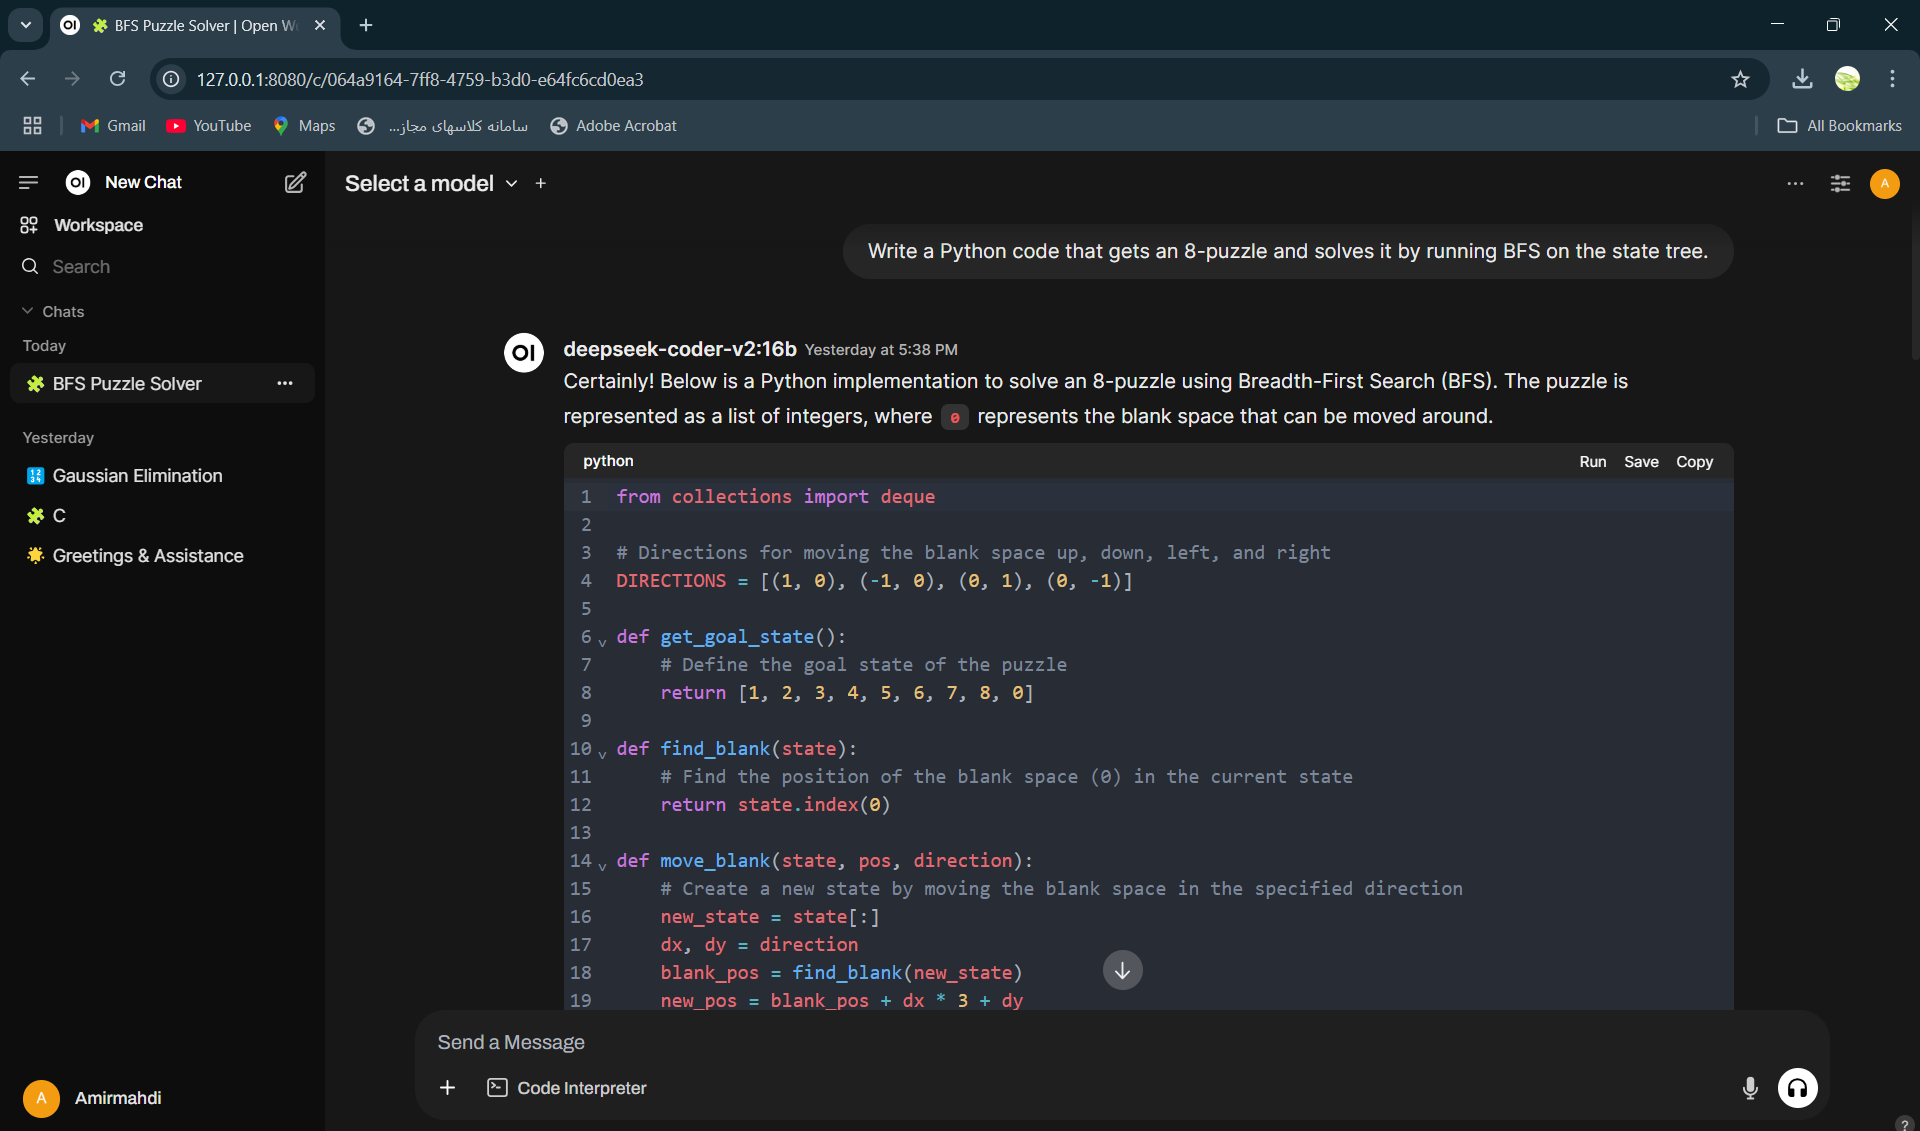 BFS Puzzle Solver | Open W
127.0.0.1:8080/c/064a9164-7ff8-4759-b3d0-e64fc6cd0ea3
Gmail
YouTube
Maps
سامانه کلاسهای مجاز...
Adobe Acrobat
All Bookmarks
OI
New Chat
Workspace
Search
Chats
Today
BFS Puzzle Solver
Yesterday
Gaussian Elimination
C
Greetings & Assistance
A
Amirmahdi
Select a model
A
Write a Python code that gets an 8-puzzle and solves it by running BFS on the state tree.
OI
deepseek-coder-v2:16b Yesterday at 5:38 PM
Certainly! Below is a Python implementation to solve an 8-puzzle using Breadth-First Search (BFS). The puzzle is
represented as a list of integers, where 0 represents the blank space that can be moved around.
python
Run Save Copy
1 from collections import deque
2
3 # Directions for moving the blank space up, down, left, and right
4 DIRECTIONS = [(1, 0), (-1, 0), (0, 1), (0, -1)]
5
6 def get_goal_state():
7 # Define the goal state of the puzzle
8 return [1, 2, 3, 4, 5, 6, 7, 8, 0]
9
10 def find_blank(state):
11 # Find the position of the blank space (0) in the current state
12 return state.index(0)
13
14 def move_blank(state, pos, direction):
15 # Create a new state by moving the blank space in the specified direction
16 new_state = state[:]
17 dx, dy = direction
18 blank_pos = find_blank(new_state)
19 new_pos = blank_pos + dx * 3 + dy
Send a Message
Code Interpreter
?